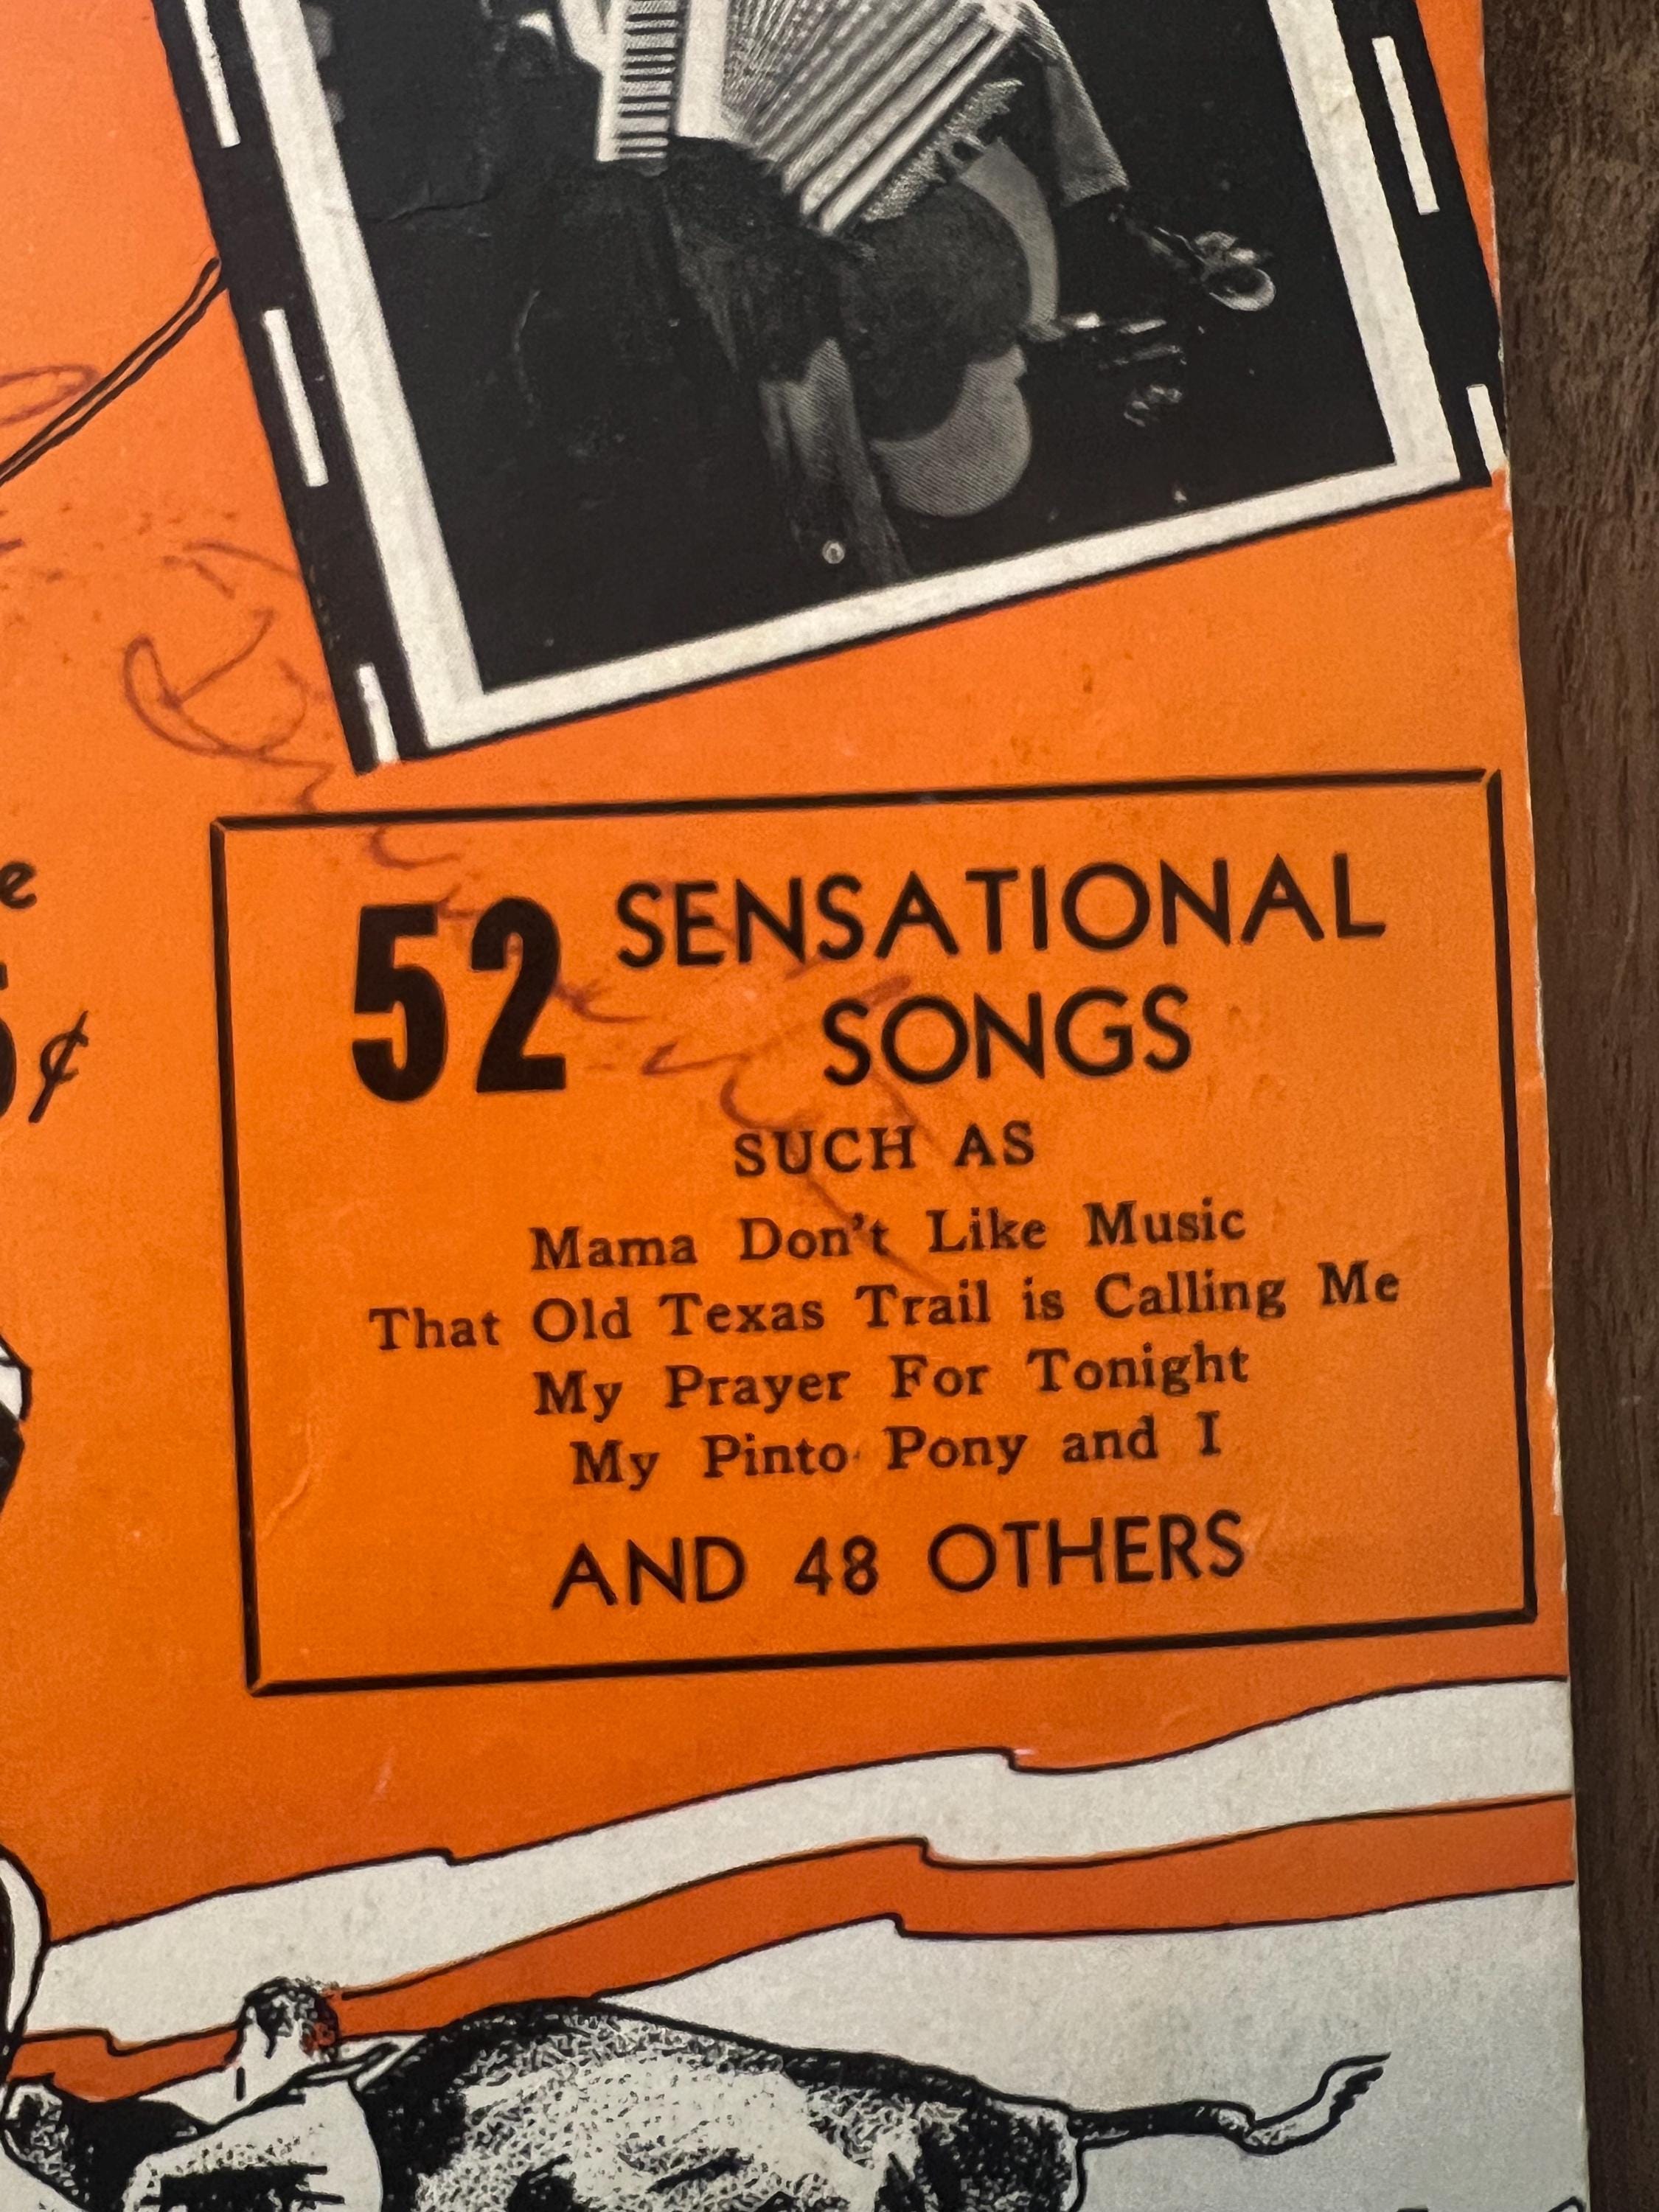 52 SENSATIONAL
SONGS
SUCH AS
Mama Don't Like Music
That Old Texas Trail is Calling Me
My Prayer For Tonight
My Pinto Pony and I
AND 48 OTHERS